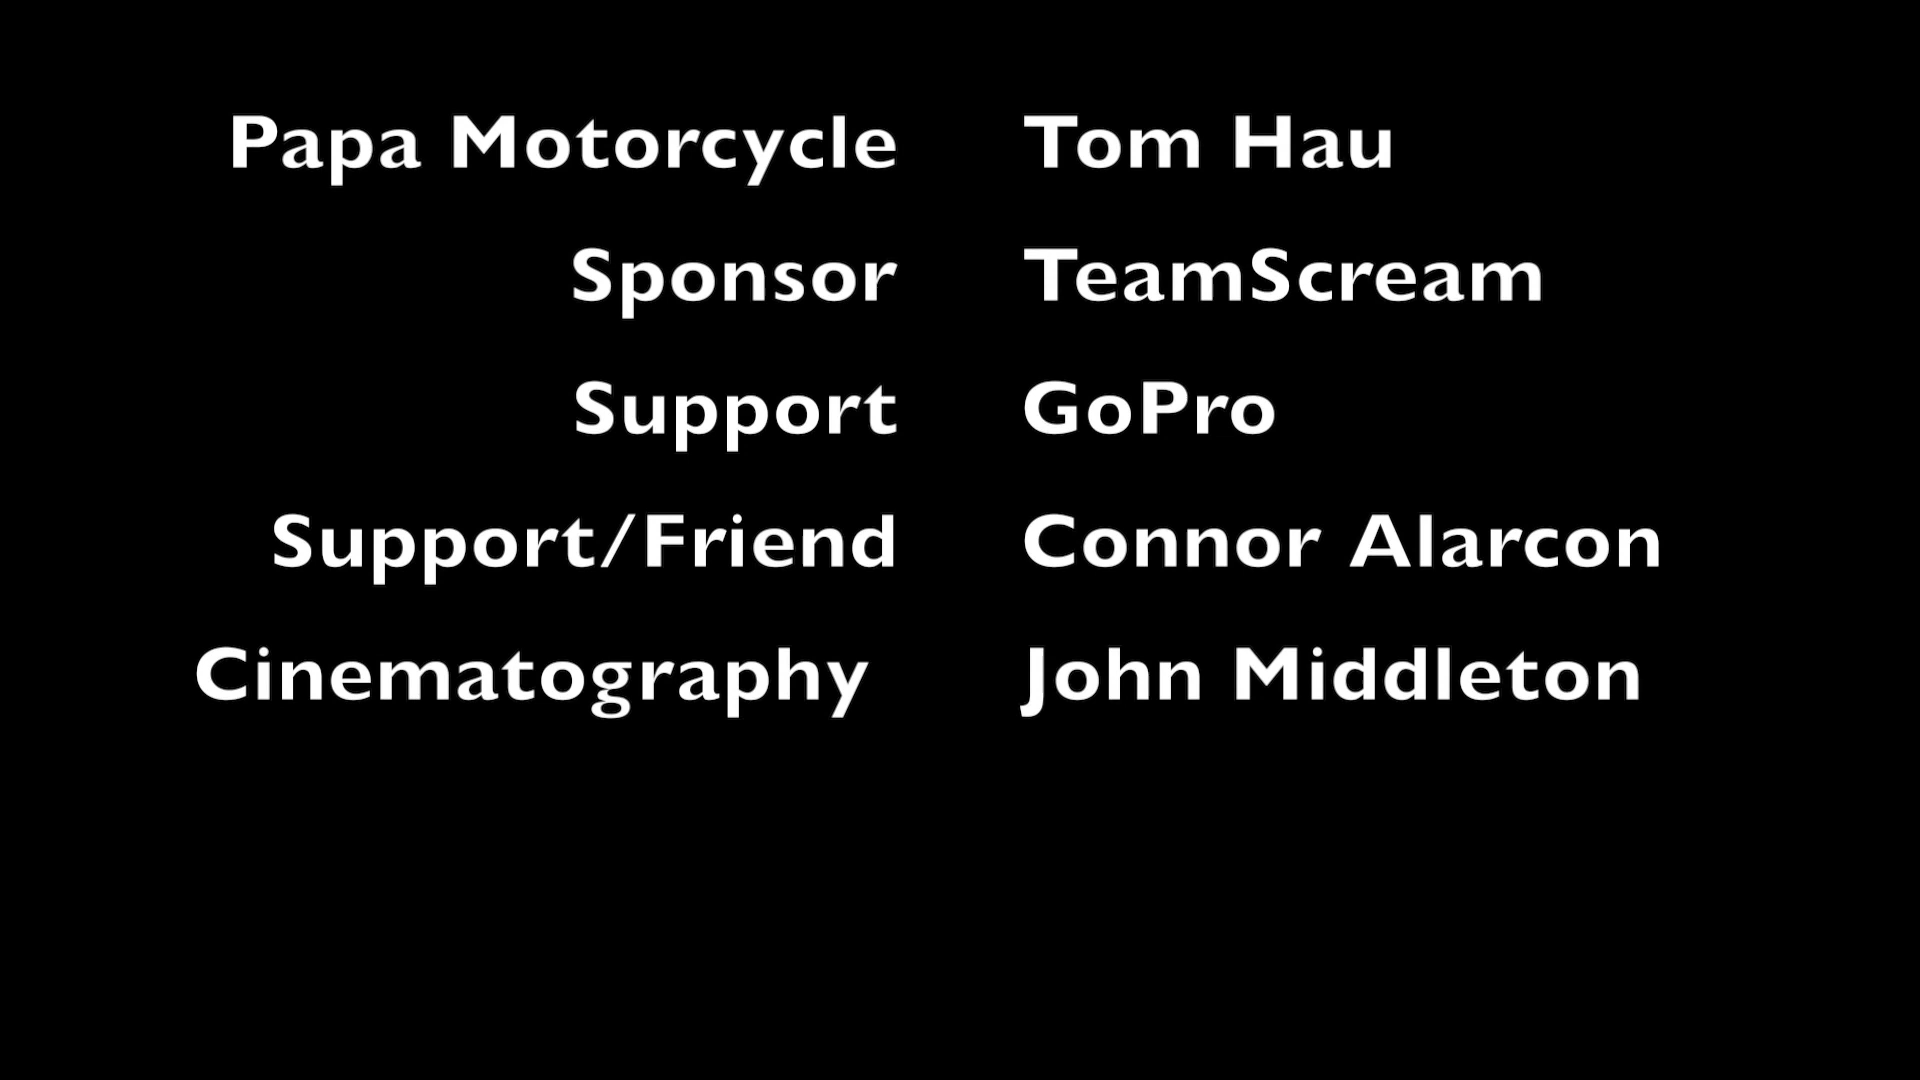 Papa Motorcycle Tom Hau
Sponsor TeamScream
Support GoPro
Support/Friend Connor Alarcon
Cinematography John Middleton